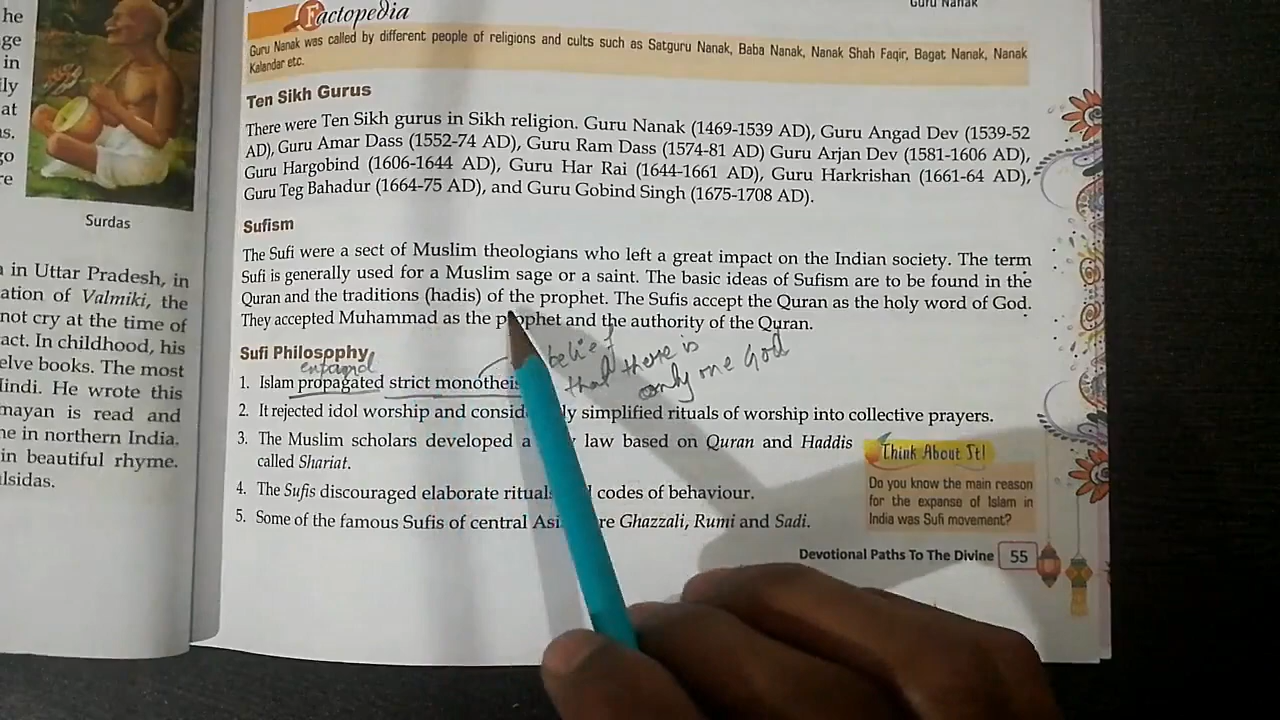 he
ge
in
ily
at
ns.
go
re
Surdas
in Uttar Pradesh, in
ation of Valmiki, the
not cry at the time of
act. In childhood, his
elve books. The most
Hindi. He wrote this
mayan is read and
me in northern India.
in beautiful rhyme.
lsidas.
Guru Nanak
Factopedia
Guru Nanak was called by different people of religions and cults such as Satguru Nanak, Baba Nanak, Nanak Shah Faqir, Bagat Nanak, Nanak
Kalandar etc.
Ten Sikh Gurus
There were Ten Sikh gurus in Sikh religion. Guru Nanak (1469-1539 AD), Guru Angad Dev (1539-52
AD), Guru Amar Dass (1552-74 AD), Guru Ram Dass (1574-81 AD) Guru Arjan Dev (1581-1606 AD),
Guru Hargobind (1606-1644 AD), Guru Har Rai (1644-1661 AD), Guru Harkrishan (1661-64 AD),
Guru Teg Bahadur (1664-75 AD), and Guru Gobind Singh (1675-1708 AD).
Sufism
The Sufi were a sect of Muslim theologians who left a great impact on the Indian society. The term
Sufi is generally used for a Muslim sage or a saint. The basic ideas of Sufism are to be found in the
Quran and the traditions (hadis) of the prophet. The Sufis accept the Quran as the holy word of God.
They accepted Muhammad as the prophet and the authority of the Quran.
Sufi Philosophy
belief
that there is
only one God
1. Islam propagated strict monotheis
2. It rejected idol worship and consid ly simplified rituals of worship into collective prayers.
3. The Muslim scholars developed a law based on Quran and Haddis
called Shariat.
4. The Sufis discouraged elaborate rituals codes of behaviour.
5. Some of the famous Sufis of central Asi re Ghazzali, Rumi and Sadi.
Think About It!
Do you know the main reason
for the expanse of Islam in
India was Sufi movement?
Devotional Paths To The Divine 55